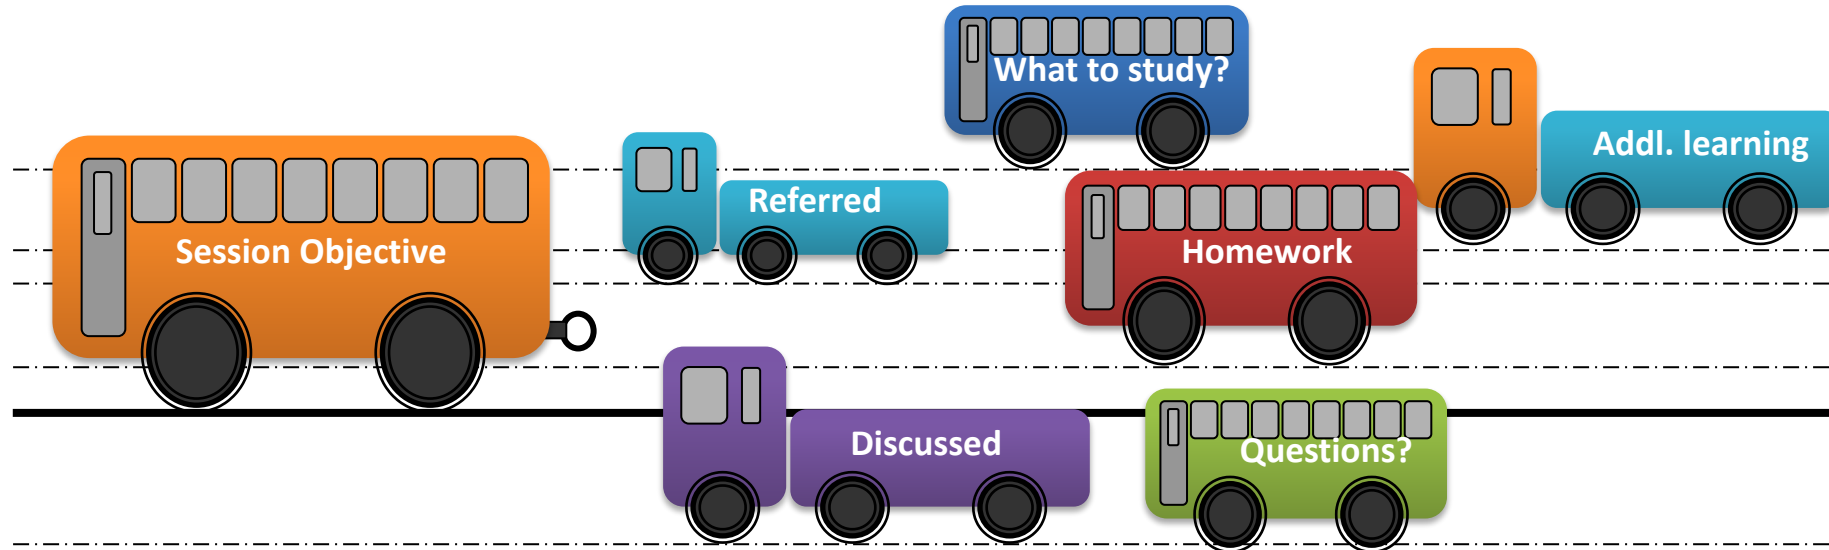 What to study?
Addl. learning
Referred
Session Objective
Homework
Discussed
Questions?